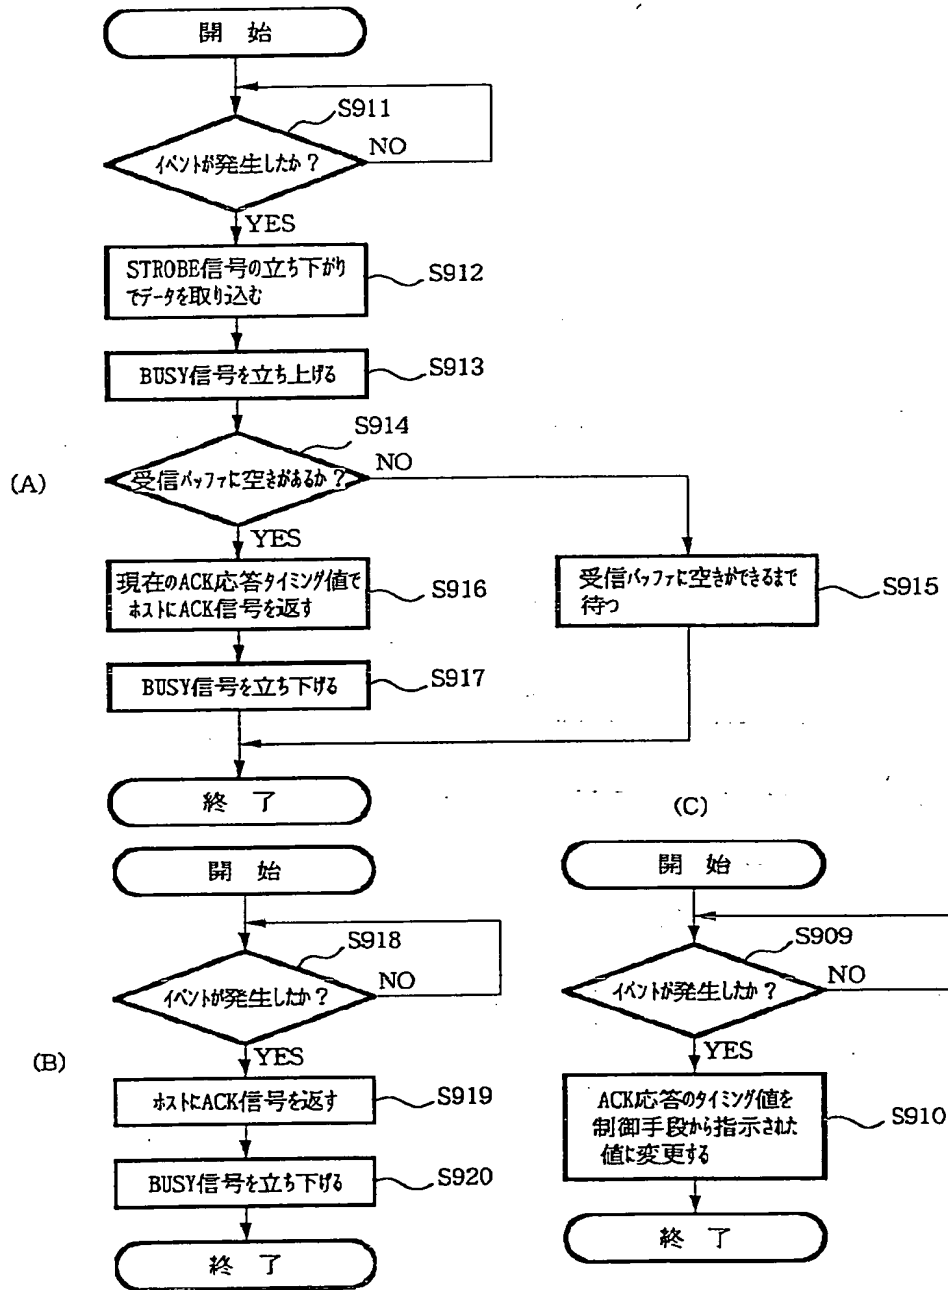 開 始
S911
イベントが発生したか?
NO
YES
STROBE信号の立ち下がり
でデータを取り込む
S912
BUSY信号を立ち上げる
S913
S914
受信バッファに空きがあるか?
NO
(A)
YES
現在のACK応答タイミング値で
ホストにACK信号を返す
S916
受信バッファに空きができるまで
待つ
S915
BUSY信号を立ち下げる
S917
終 了
開 始
S918
イベントが発生したか?
NO
(B)
YES
ホストにACK信号を返す
S919
BUSY信号を立ち下げる
S920
終 了
(C)
開 始
S909
イベントが発生したか?
NO
YES
ACK応答のタイミング値を
制御手段から指示された
値に変更する
S910
終 了